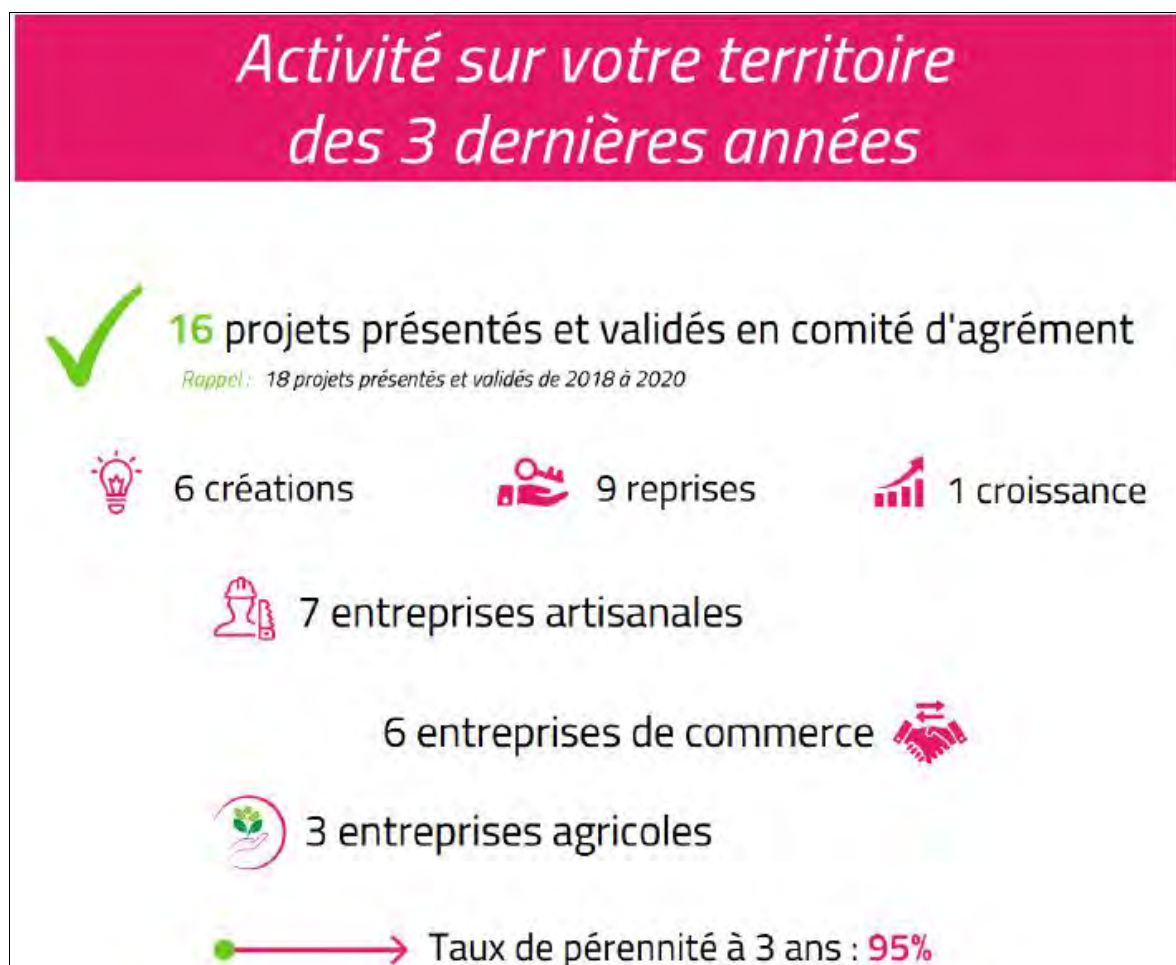 Activité sur votre territoire
des 3 dernières années
16 projets présentés et validés en comité d'agrément
Rappel : 18 projets présentés et validés de 2018 à 2020
6 créations
9 reprises
1 croissance
7 entreprises artisanales
6 entreprises de commerce
3 entreprises agricoles
Taux de pérennité à 3 ans : 95%